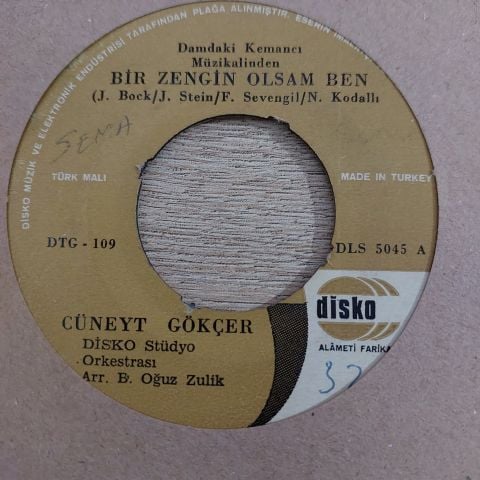 DİSKO MÜZİK VE ELEKTRONİK ENDÜSTRİSİ TARAFINDAN PLAĞA ALINMIŞTIR. ESERİN
Damdaki Kemancı
Müzikalinden
BİR ZENGİN OLSAM BEN
(J. Bock/J. Stein/F. Sevengil/N. Kodallı
SEMA
TÜRK MALI
MADE IN TURKEY
DTG - 109
DLS 5045 A
disko
ALÂMETİ FARİKA
CÜNEYT GÖKÇER
DİSKO Stüdyo
Orkestrası
Arr. B. Oğuz Zulik